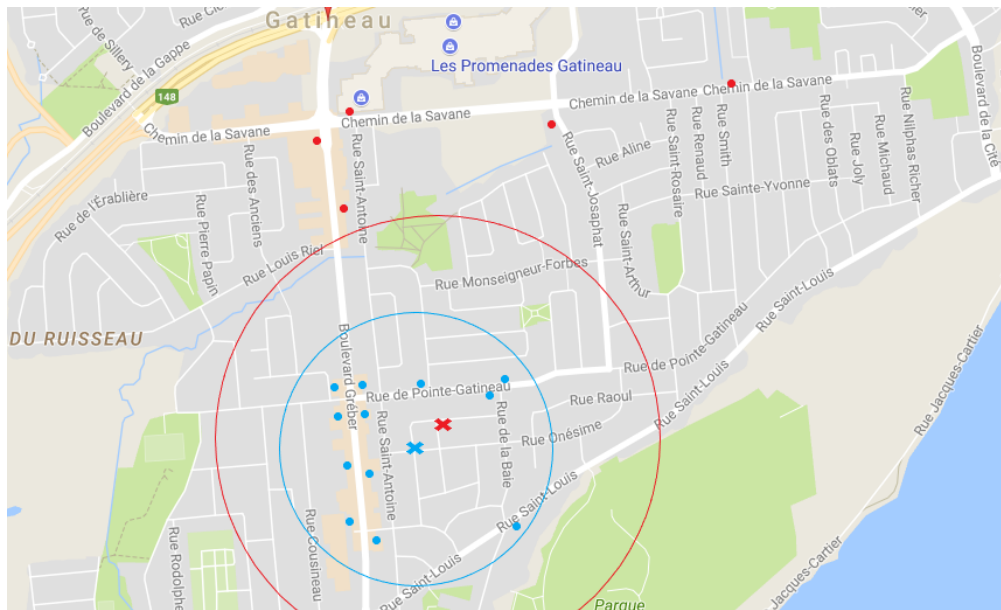 Gatineau
Rue de Sillery
Rue Cl
Boulevard de la Gappe
Les Promenades Gatineau
148
Chemin de la Savane
Chemin de la Savane
Chemin de la Savane
Chemin de la Savane
Boulevard de la Cité
Rue de l'Érablière
Rue des Anciens
Rue Pierre Papin
Rue Saint-Antoine
Rue Saint-Josaphat
Rue Aline
Rue Saint-Rosaire
Rue Renaud
Rue Smith
Rue des Oblats
Rue Joly
Rue Michaud
Rue Nilphas Richer
Rue Sainte-Yvonne
Rue Saint-Arthur
Rue Louis Riel
Rue Monseigneur-Forbes
Rue Saint-Louis
DU RUISSEAU
Boulevard Gréber
Rue de Pointe-Gatineau
Rue de Pointe-Gatineau
Rue Jacques-Cartier
Rue Raoul
Rue Saint-Louis
Rue Saint-Antoine
Rue de la Baie
Rue Onésime
Rue Saint-Louis
Rue Cousineau
Rue Rodolphe
Rue Saint-Louis
Jacques-Cartier
Parque